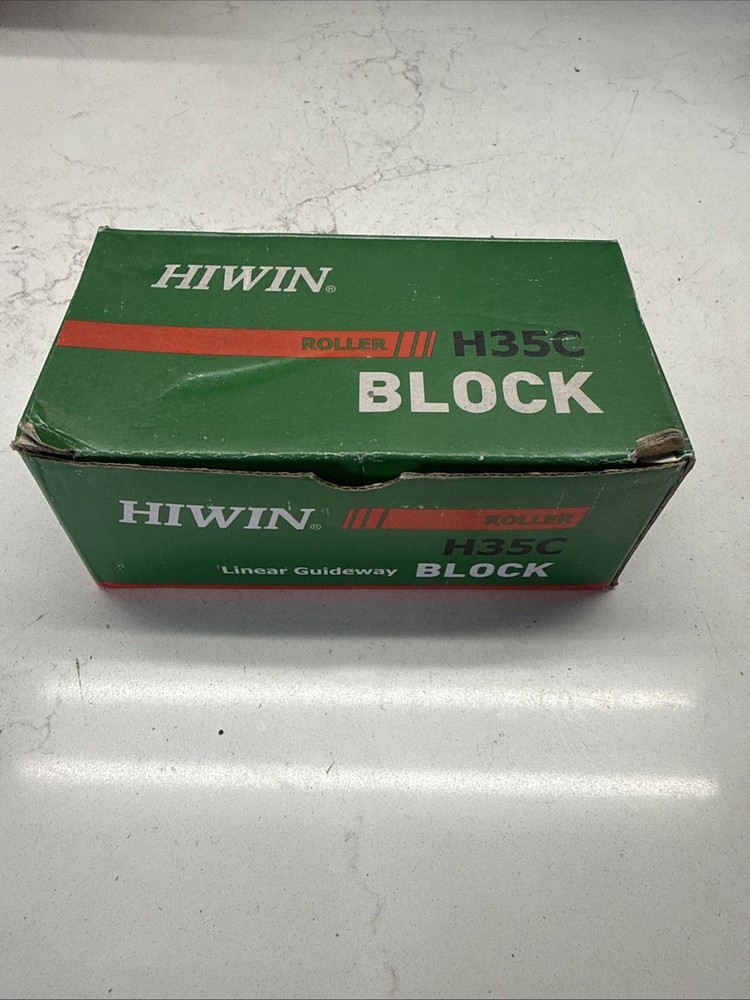 HIWIN®
ROLLER H35C
BLOCK
HIWIN® ROLLER
H35C
Linear Guideway BLOCK